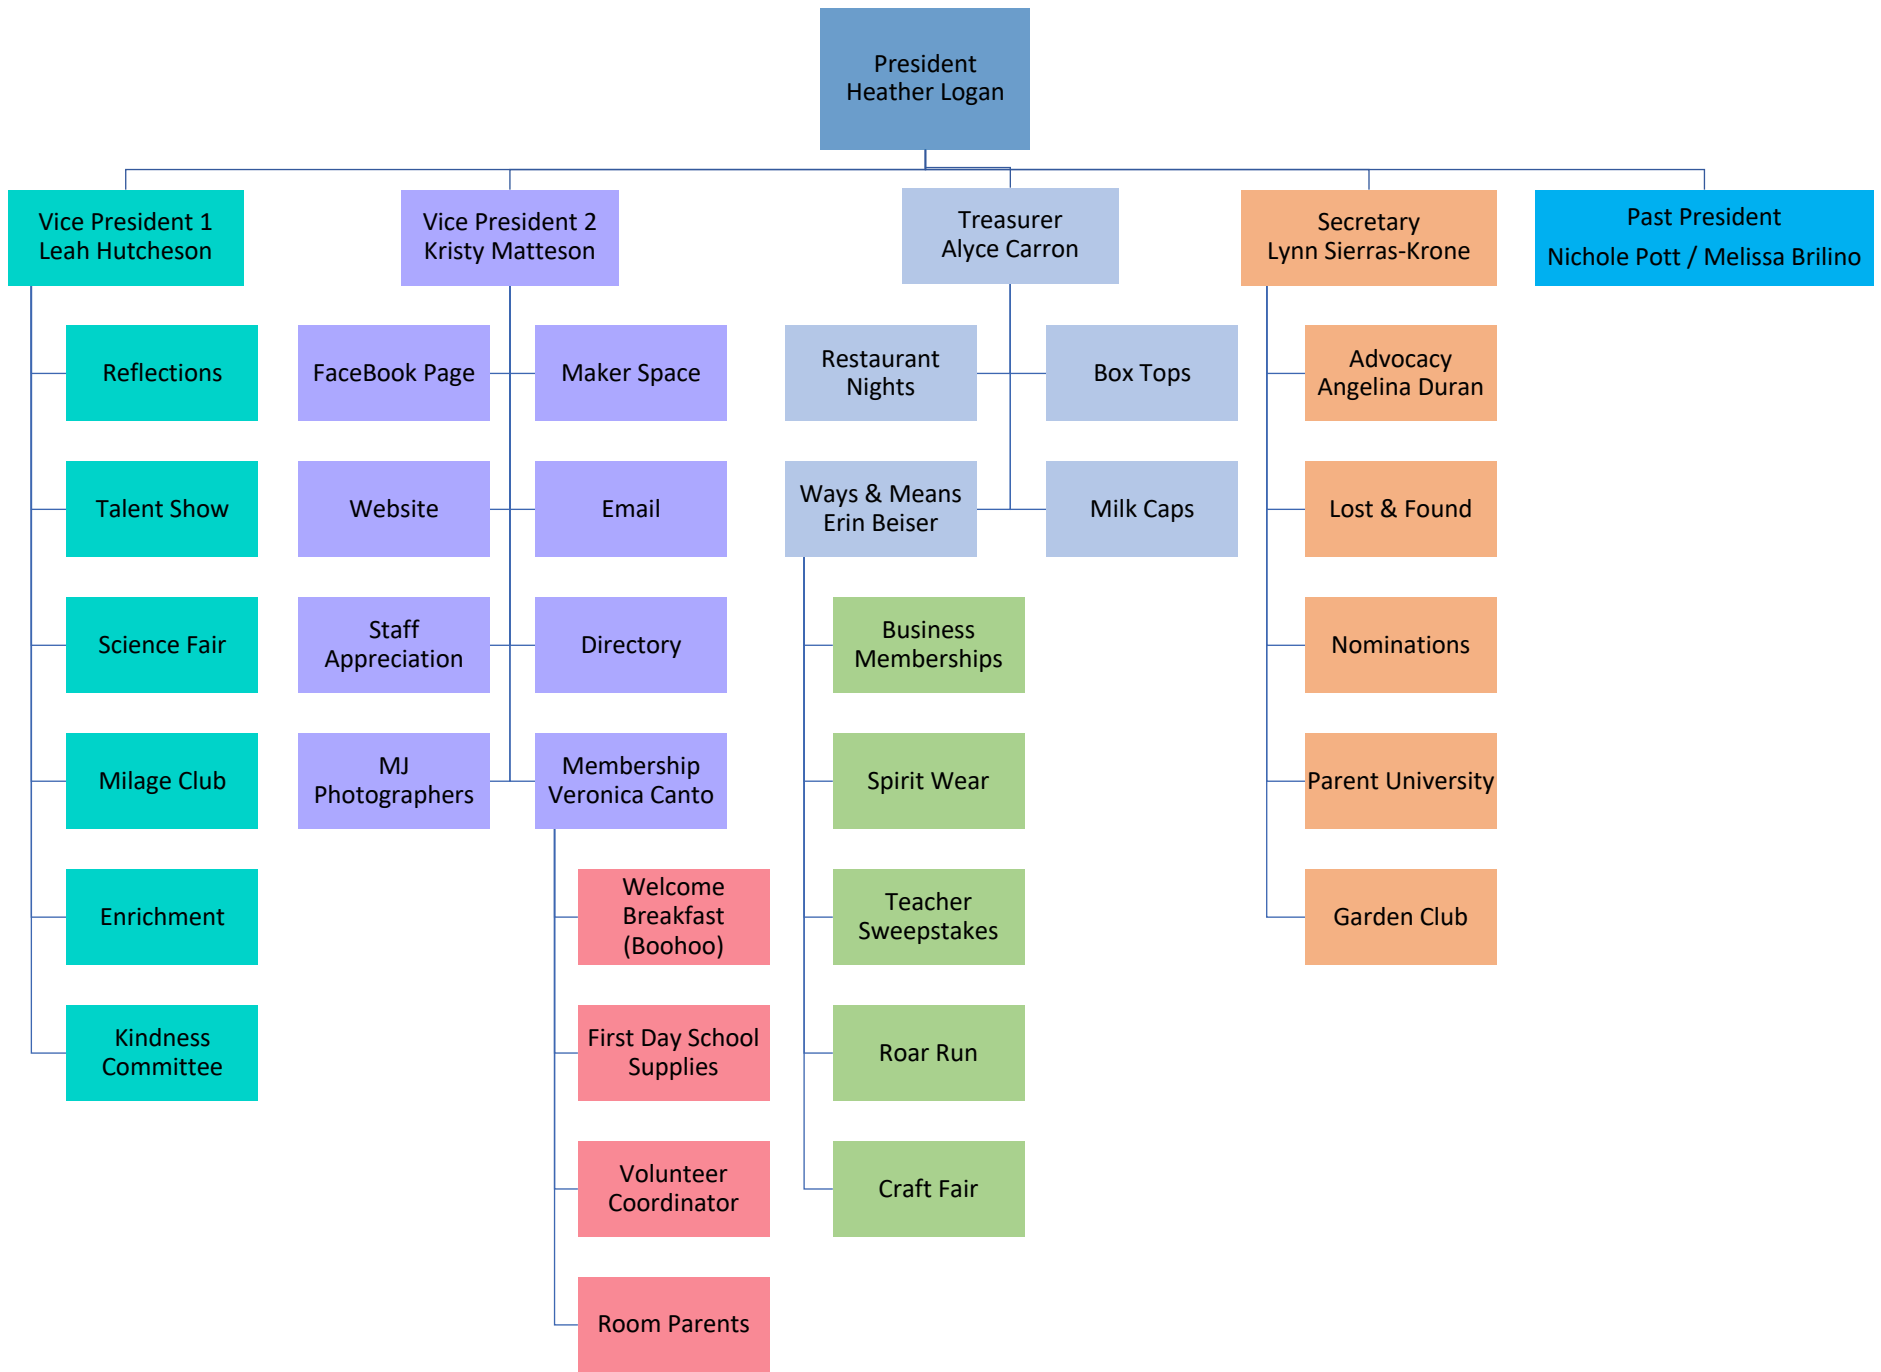 President
Heather Logan
Vice President 1
Leah Hutcheson
Vice President 2
Kristy Matteson
Treasurer
Alyce Carron
Secretary
Lynn Sierras-Krone
Past President
Nichole Pott / Melissa Brilino
Reflections
Talent Show
Science Fair
Milage Club
Enrichment
Kindness
Committee
FaceBook Page
Maker Space
Website
Email
Staff
Appreciation
Directory
MJ
Photographers
Membership
Veronica Canto
Welcome
Breakfast
(Boohoo)
First Day School
Supplies
Volunteer
Coordinator
Room Parents
Restaurant
Nights
Box Tops
Ways & Means
Erin Beiser
Milk Caps
Business
Memberships
Spirit Wear
Teacher
Sweepstakes
Roar Run
Craft Fair
Advocacy
Angelina Duran
Lost & Found
Nominations
Parent University
Garden Club